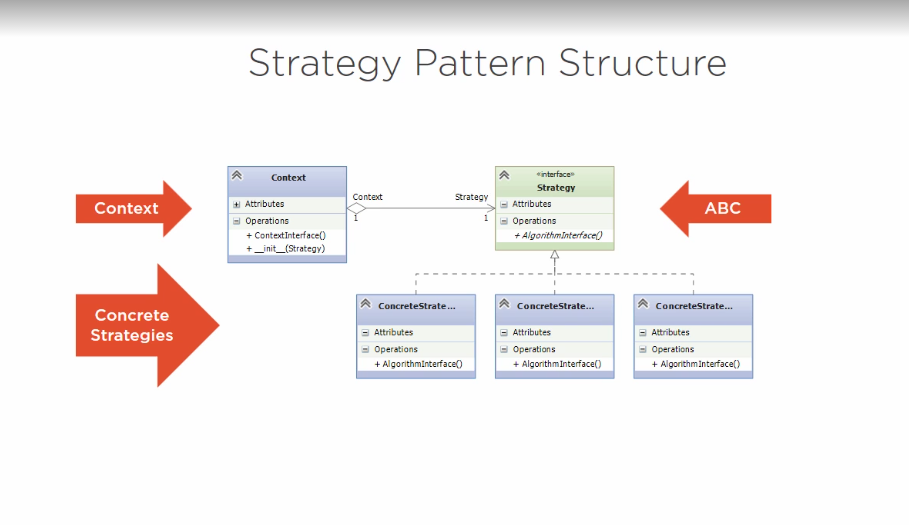 Strategy Pattern Structure
Context
Context
Attributes
Operations
+ ContextInterface()
+ __init__(Strategy)
Context
1
Strategy
1
«interface»
Strategy
Attributes
Operations
+ AlgorithmInterface()
ABC
Concrete
Strategies
ConcreteStrate...
Attributes
Operations
+ AlgorithmInterface()
ConcreteStrate...
Attributes
Operations
+ AlgorithmInterface()
ConcreteStrate...
Attributes
Operations
+ AlgorithmInterface()